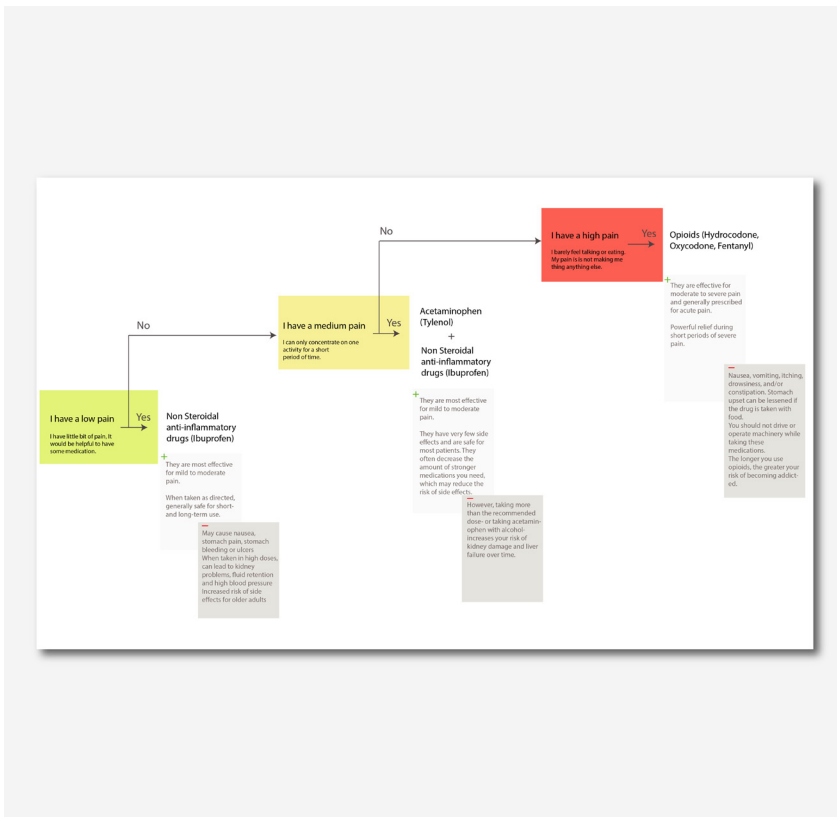 No
I have a high pain
Yes
I barely feel talking or eating.
My pain is is not making me
thing anything else.
Opioids (Hydrocodone,
Oxycodone, Fentanyl)
+
They are effective for
moderate to severe pain
and generally prescribed
for acute pain.
Powerful relief during
short periods of severe
pain.
–
Nausea, vomiting, itching,
drowsiness, and/or
constipation. Stomach
upset can be lessened if
the drug is taken with
food.
You should not drive or
operate machinery while
taking these
medications.
The longer you use
opioids, the greater your
risk of becoming addict-
ed.
No
I have a medium pain
Yes
I can only concentrate on one
activity for a short
period of time.
Acetaminophen
(Tylenol)
+
Non Steroidal
anti-inflammatory
drugs (Ibuprofen)
+
They are most effective
for mild to moderate
pain.
They have very few side
effects and are safe for
most patients. They
often decrease the
amount of stronger
medications you need,
which may reduce the
risk of side effects.
–
However, taking more
than the recommended
dose- or taking acetamin-
ophen with alcohol-
increases your risk of
kidney damage and liver
failure over time.
I have a low pain
Yes
I have little bit of pain. It
would be helpful to have
some medication.
Non Steroidal
anti-inflammatory
drugs (Ibuprofen)
+
They are most effective
for mild to moderate
pain.
When taken as directed,
generally safe for short-
and long-term use.
–
May cause nausea,
stomach pain, stomach
bleeding or ulcers
When taken in high doses,
can lead to kidney
problems, fluid retention
and high blood pressure
Increased risk of side
effects for older adults